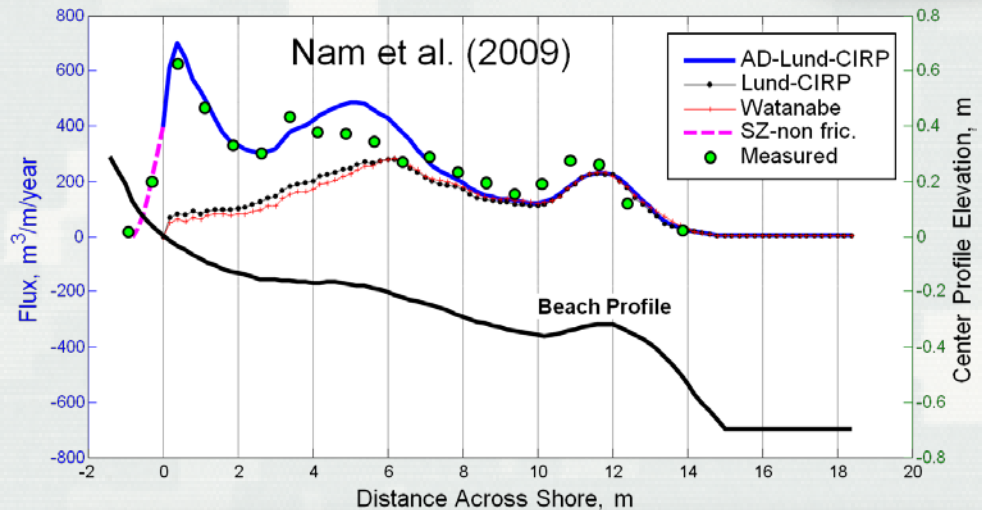 Nam et al. (2009)
AD-Lund-CIRP
Lund-CIRP
Watanabe
SZ-non fric.
Measured
Beach Profile
Flux, m³/m/year
800
600
400
200
0
-200
-400
-600
-800
Center Profile Elevation, m
0.8
0.6
0.4
0.2
0
0.2
0.4
-0.6
-0.8
-2 0 2 4 6 8 10 12 14 16 18 20
Distance Across Shore, m